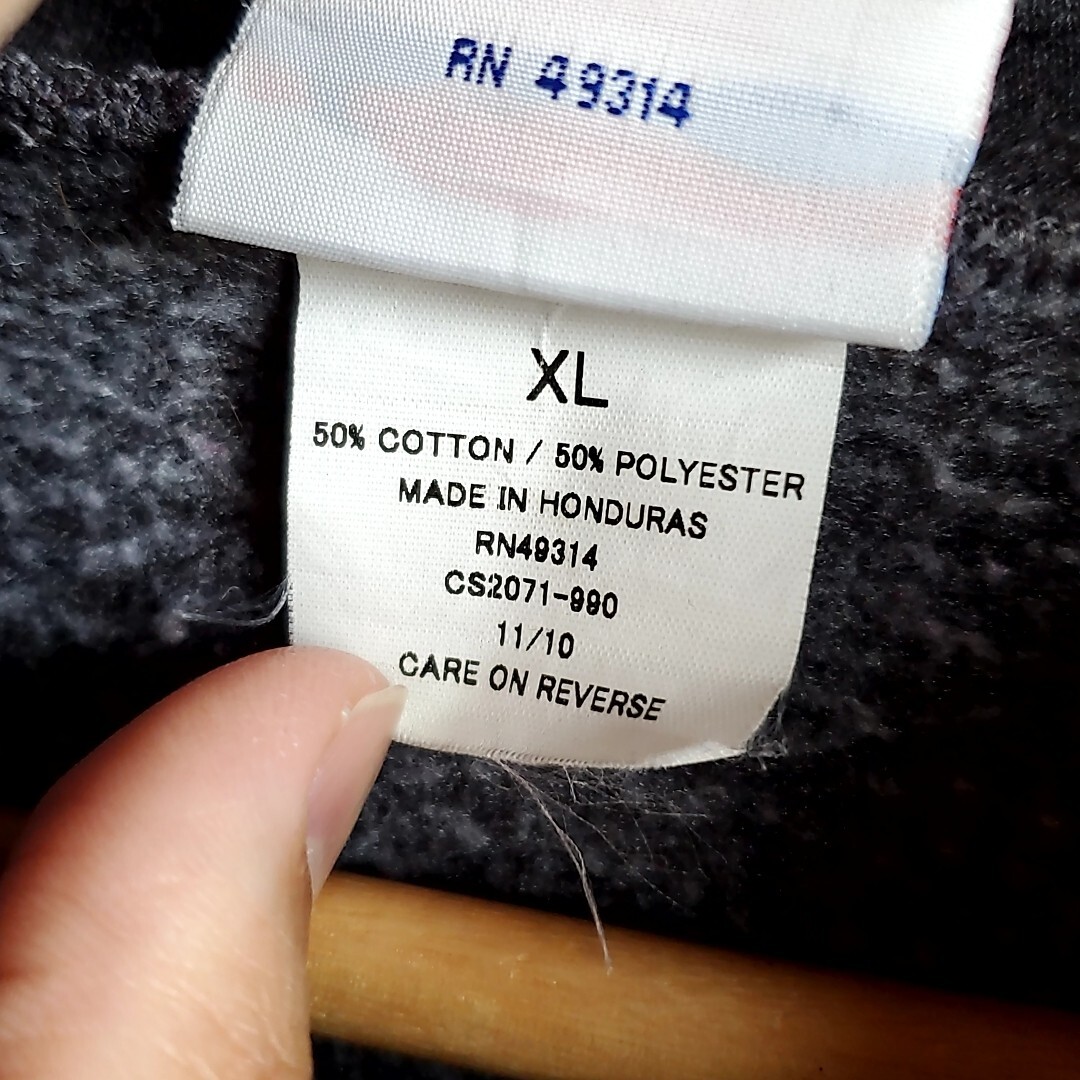 RN 49314
XL
50% COTTON / 50% POLYESTER
MADE IN HONDURAS
RN49314
CS2071-990
11/10
CARE ON REVERSE